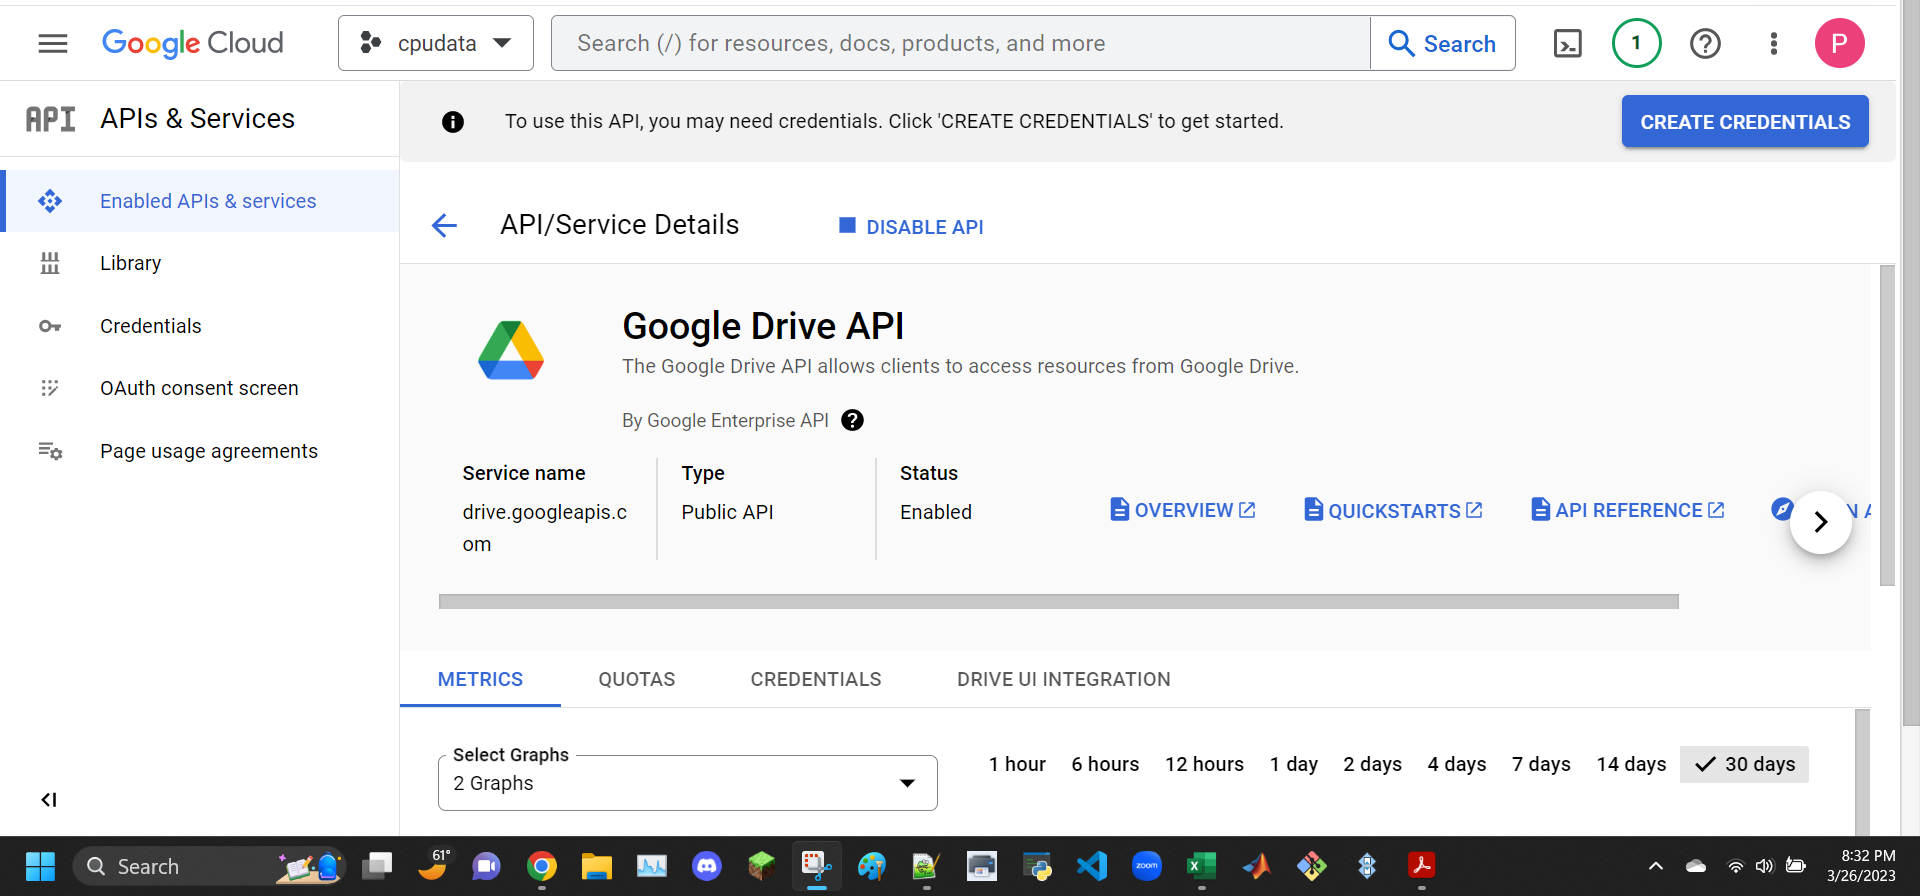 Google Cloud
cpudata
Search (/) for resources, docs, products, and more
Search
1
P
API
APIs & Services
To use this API, you may need credentials. Click 'CREATE CREDENTIALS' to get started.
CREATE CREDENTIALS
Enabled APIs & services
Library
Credentials
OAuth consent screen
Page usage agreements
API/Service Details
DISABLE API
Google Drive API
The Google Drive API allows clients to access resources from Google Drive.
By Google Enterprise API
Service name
drive.googleapis.c
om
Type
Public API
Status
Enabled
OVERVIEW
QUICKSTARTS
API REFERENCE
METRICS
QUOTAS
CREDENTIALS
DRIVE UI INTEGRATION
Select Graphs
2 Graphs
1 hour
6 hours
12 hours
1 day
2 days
4 days
7 days
14 days
30 days
Search
61°
zoom
8:32 PM
3/26/2023